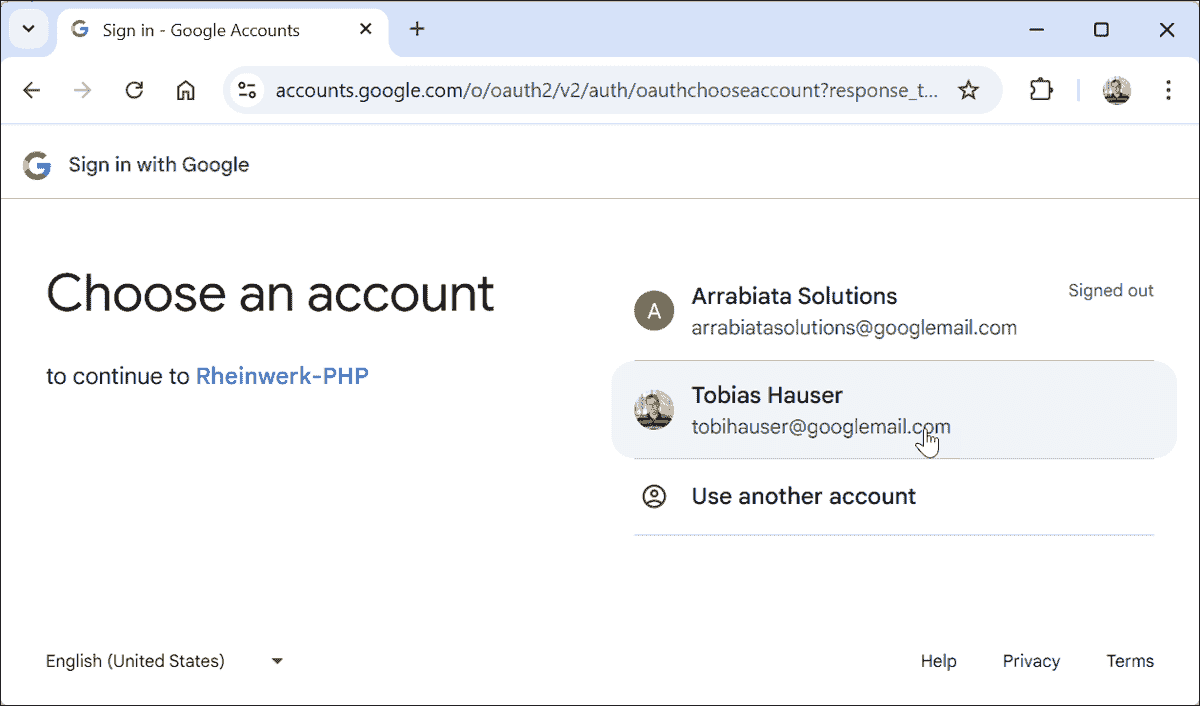 Sign in - Google Accounts
accounts.google.com/o/oauth2/v2/auth/oauthchooseaccount?response_t...
Sign in with Google
Choose an account
to continue to Rheinwerk-PHP
A
Arrabiata Solutions
Signed out
arrabiatasolutions@googlemail.com
Tobias Hauser
tobihauser@googlemail.com
Use another account
English (United States)
Help Privacy Terms